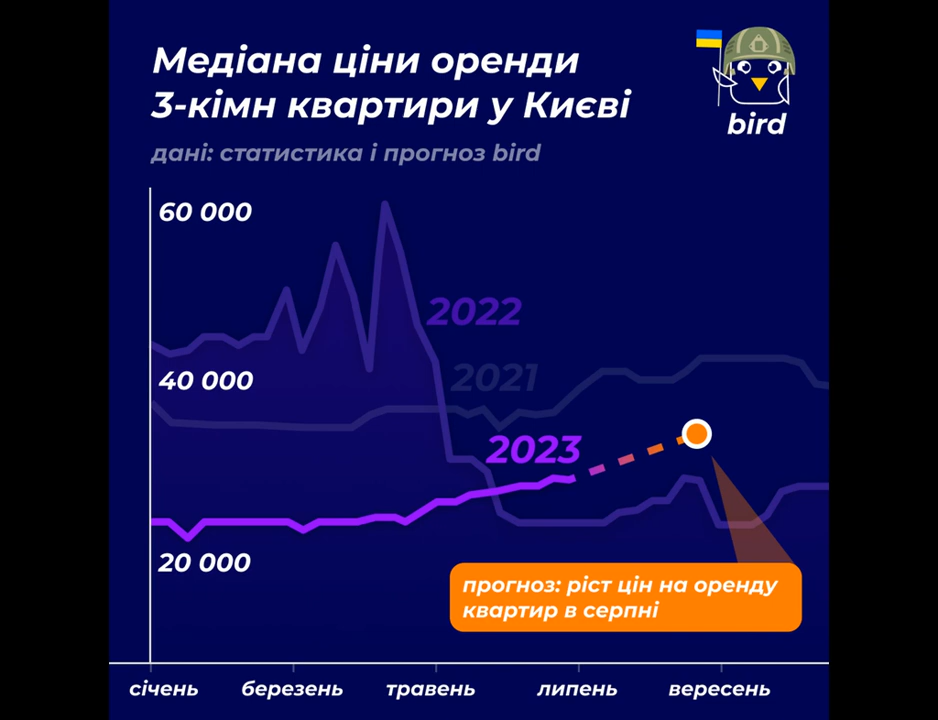 Медіана ціни оренди
3-кімн квартири у Києві
дані: статистика і прогноз bird
bird
60 000
2022
40 000
2021
2023
20 000
прогноз: ріст цін на оренду
квартир в серпні
січень березень травень липень вересень